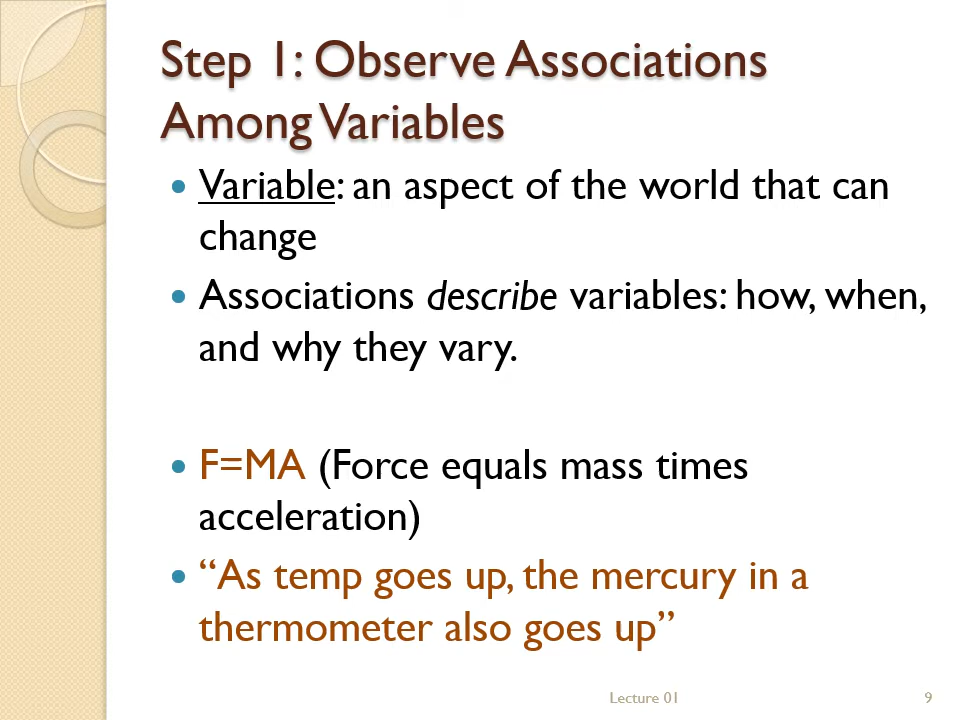 Step 1: Observe Associations
Among Variables
• Variable: an aspect of the world that can
change
• Associations describe variables: how, when,
and why they vary.
• F=MA (Force equals mass times
acceleration)
• “As temp goes up, the mercury in a
thermometer also goes up”
Lecture 01 9